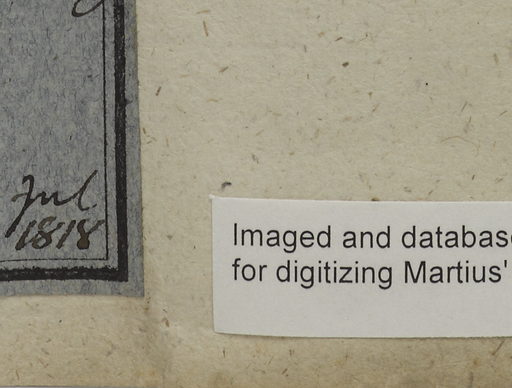 Jul
1818
Imaged and databas
for digitizing Martius'